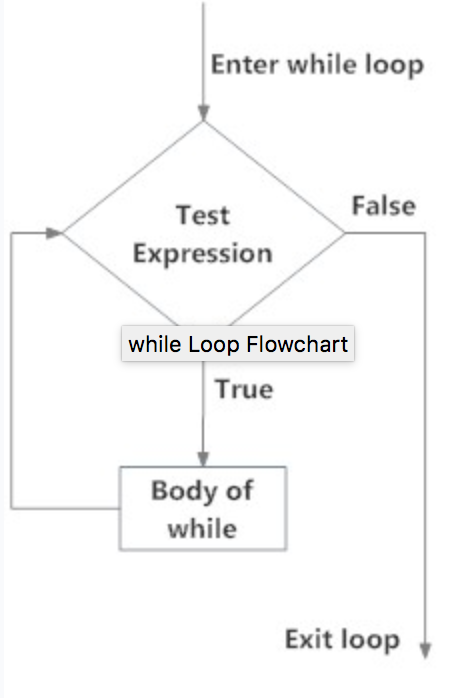 Enter while loop
Test
Expression
False
while Loop Flowchart
True
Body of
while
Exit loop